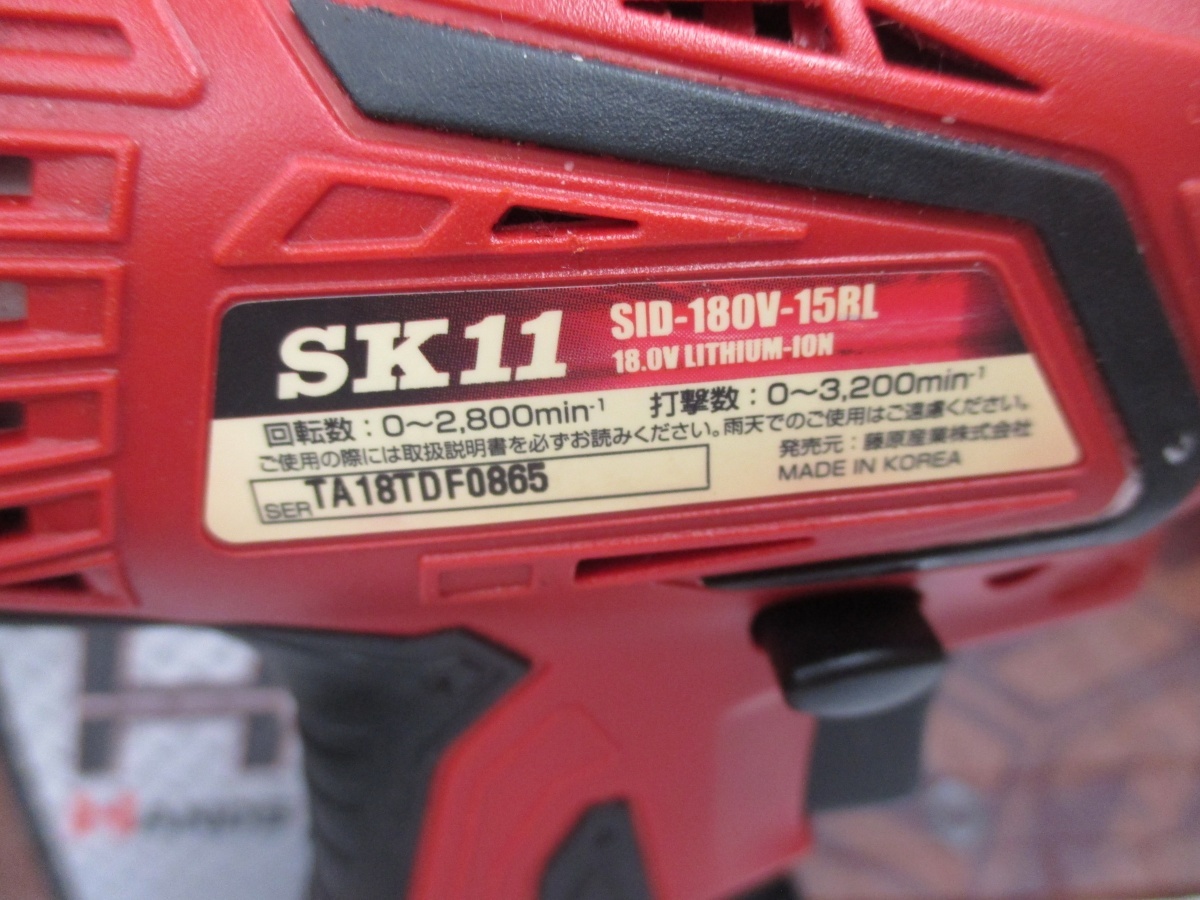 SK11
SID-180V-15RL
18.0V LITHIUM-ION
回転数：0～2,800min-1 打撃数：0～3,200min-1
ご使用の際には取扱説明書を必ずお読みください。雨天でのご使用はご遠慮ください。
SER TA18TDF0865
発売元：藤原産業株式会社
MADE IN KOREA